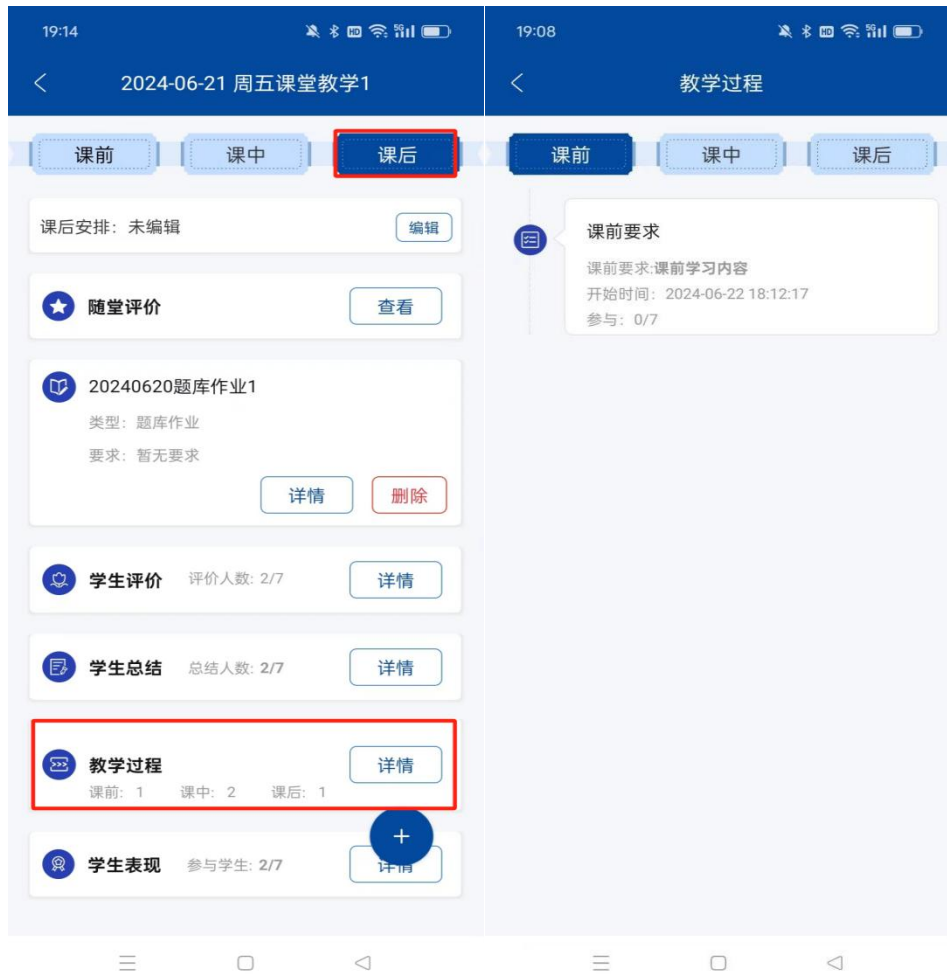 19:14
2024-06-21 周五课堂教学1
课前 课中 课后
课后安排：未编辑 编辑
随堂评价 查看
20240620题库作业1
类型：题库作业
要求：暂无要求
详情 删除
学生评价 评价人数: 2/7 详情
学生总结 总结人数: 2/7 详情
教学过程 详情
课前: 1 课中: 2 课后: 1
+
学生表现 参与学生: 2/7 详情
19:08
教学过程
课前 课中 课后
课前要求
课前要求:课前学习内容
开始时间：2024-06-22 18:12:17
参与：0/7